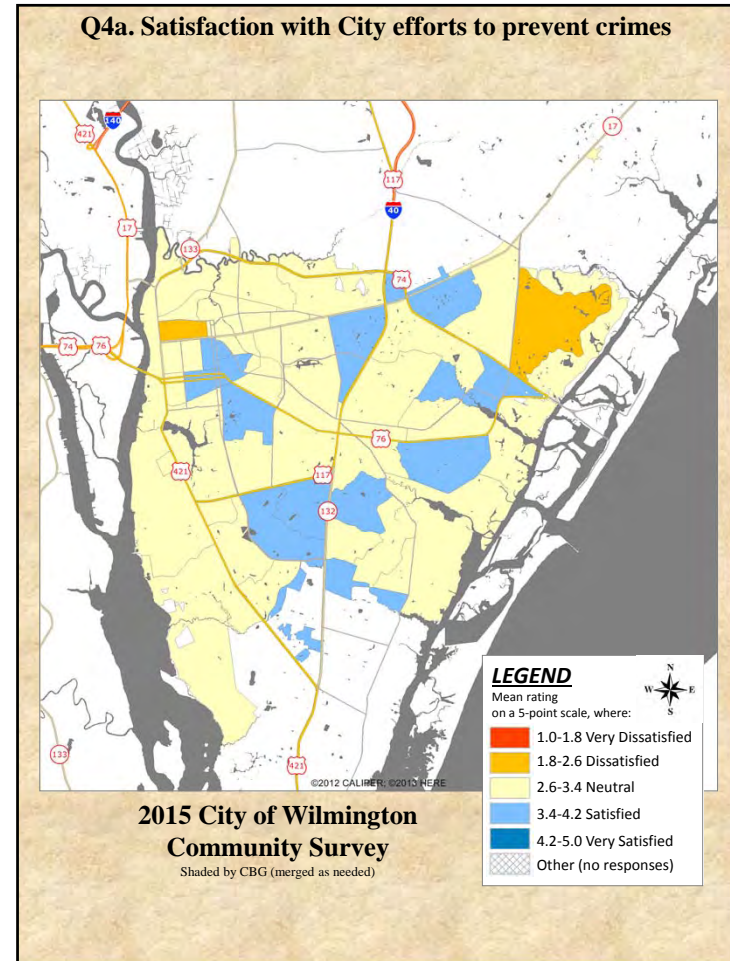 Q4a. Satisfaction with City efforts to prevent crimes
140
421
17
117
40
17
133
74
74
76
76
421
117
132
133
421
©2012 CALIPER; ©2013 HERE
LEGEND
Mean rating
on a 5-point scale, where:
N
W E
S
1.0-1.8 Very Dissatisfied
1.8-2.6 Dissatisfied
2.6-3.4 Neutral
3.4-4.2 Satisfied
4.2-5.0 Very Satisfied
Other (no responses)
2015 City of Wilmington
Community Survey
Shaded by CBG (merged as needed)